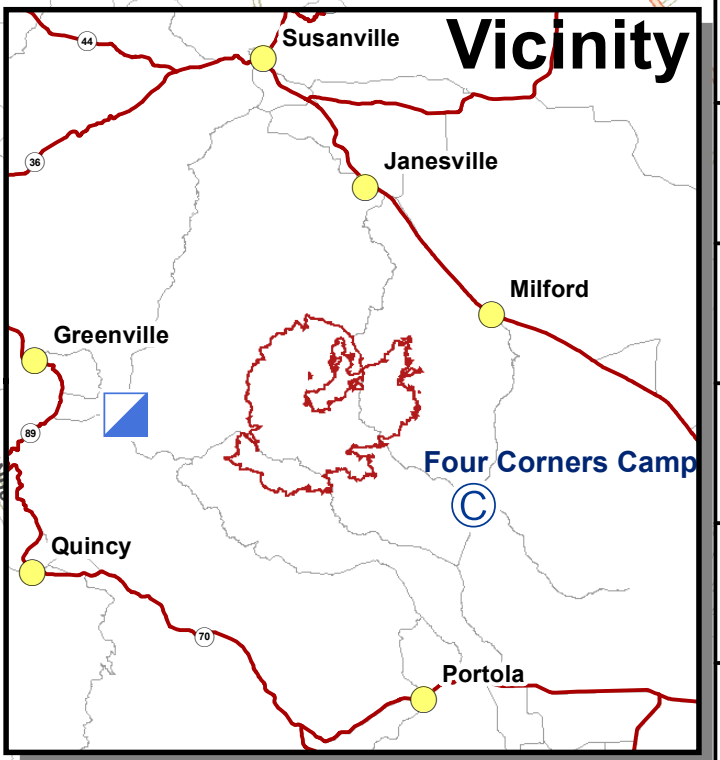 Vicinity
Susanville
44
Janesville
36
Milford
Greenville
89
Four Corners Camp
C
Quincy
70
Portola